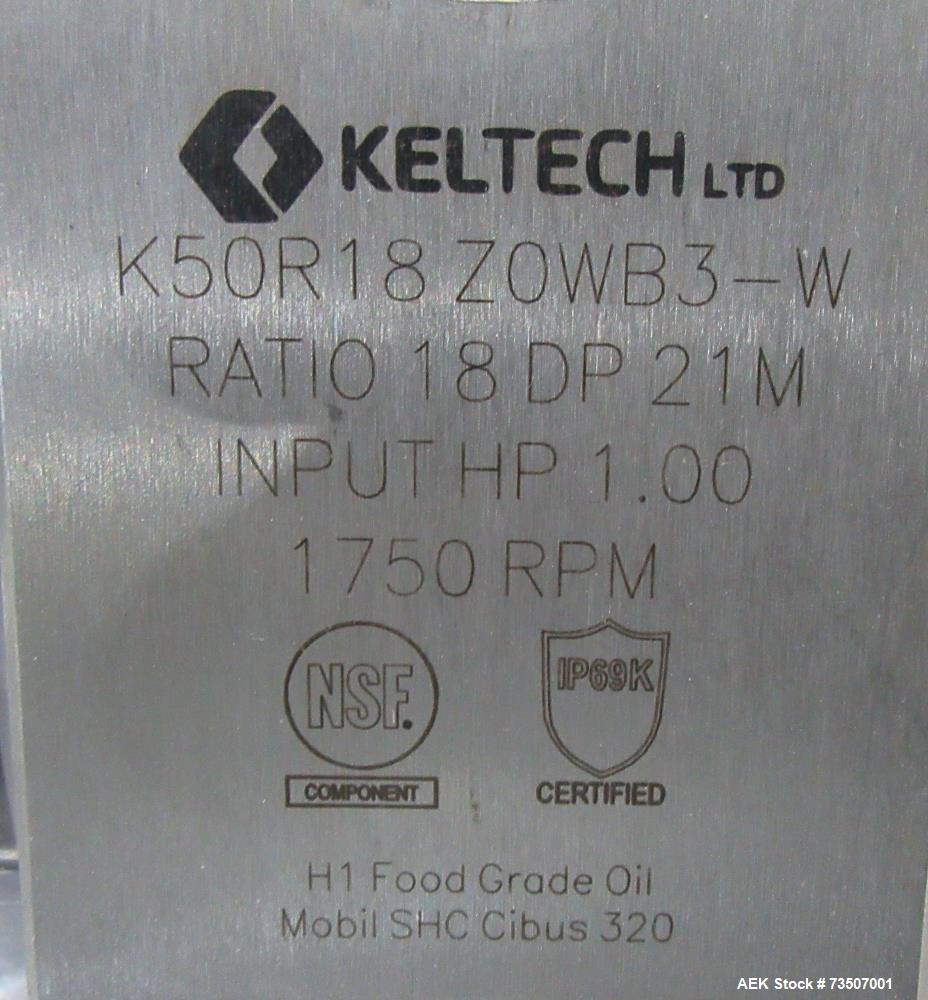 KELTECH LTD
K50R18 Z0WB3-W
RATIO 18 DP 21M
INPUT HP 1.00
1750 RPM
NSF.
COMPONENT
IP69K
CERTIFIED
H1 Food Grade Oil
Mobil SHC Cibus 320
AEK Stock # 73507001